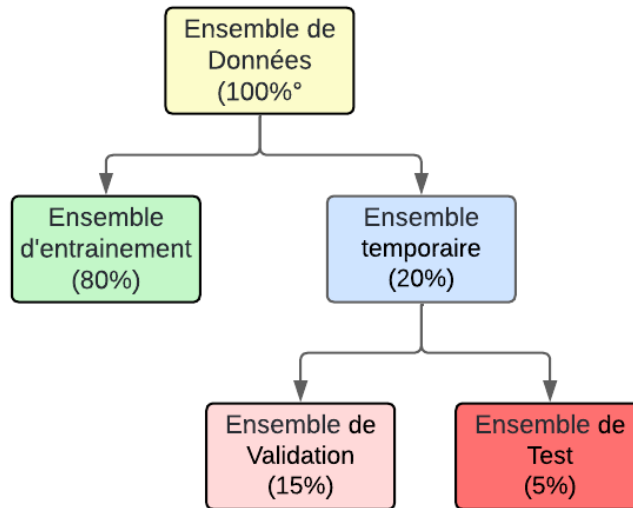 Ensemble de
Données
(100%°
Ensemble
d'entrainement
(80%)
Ensemble
temporaire
(20%)
Ensemble de
Validation
(15%)
Ensemble de
Test
(5%)